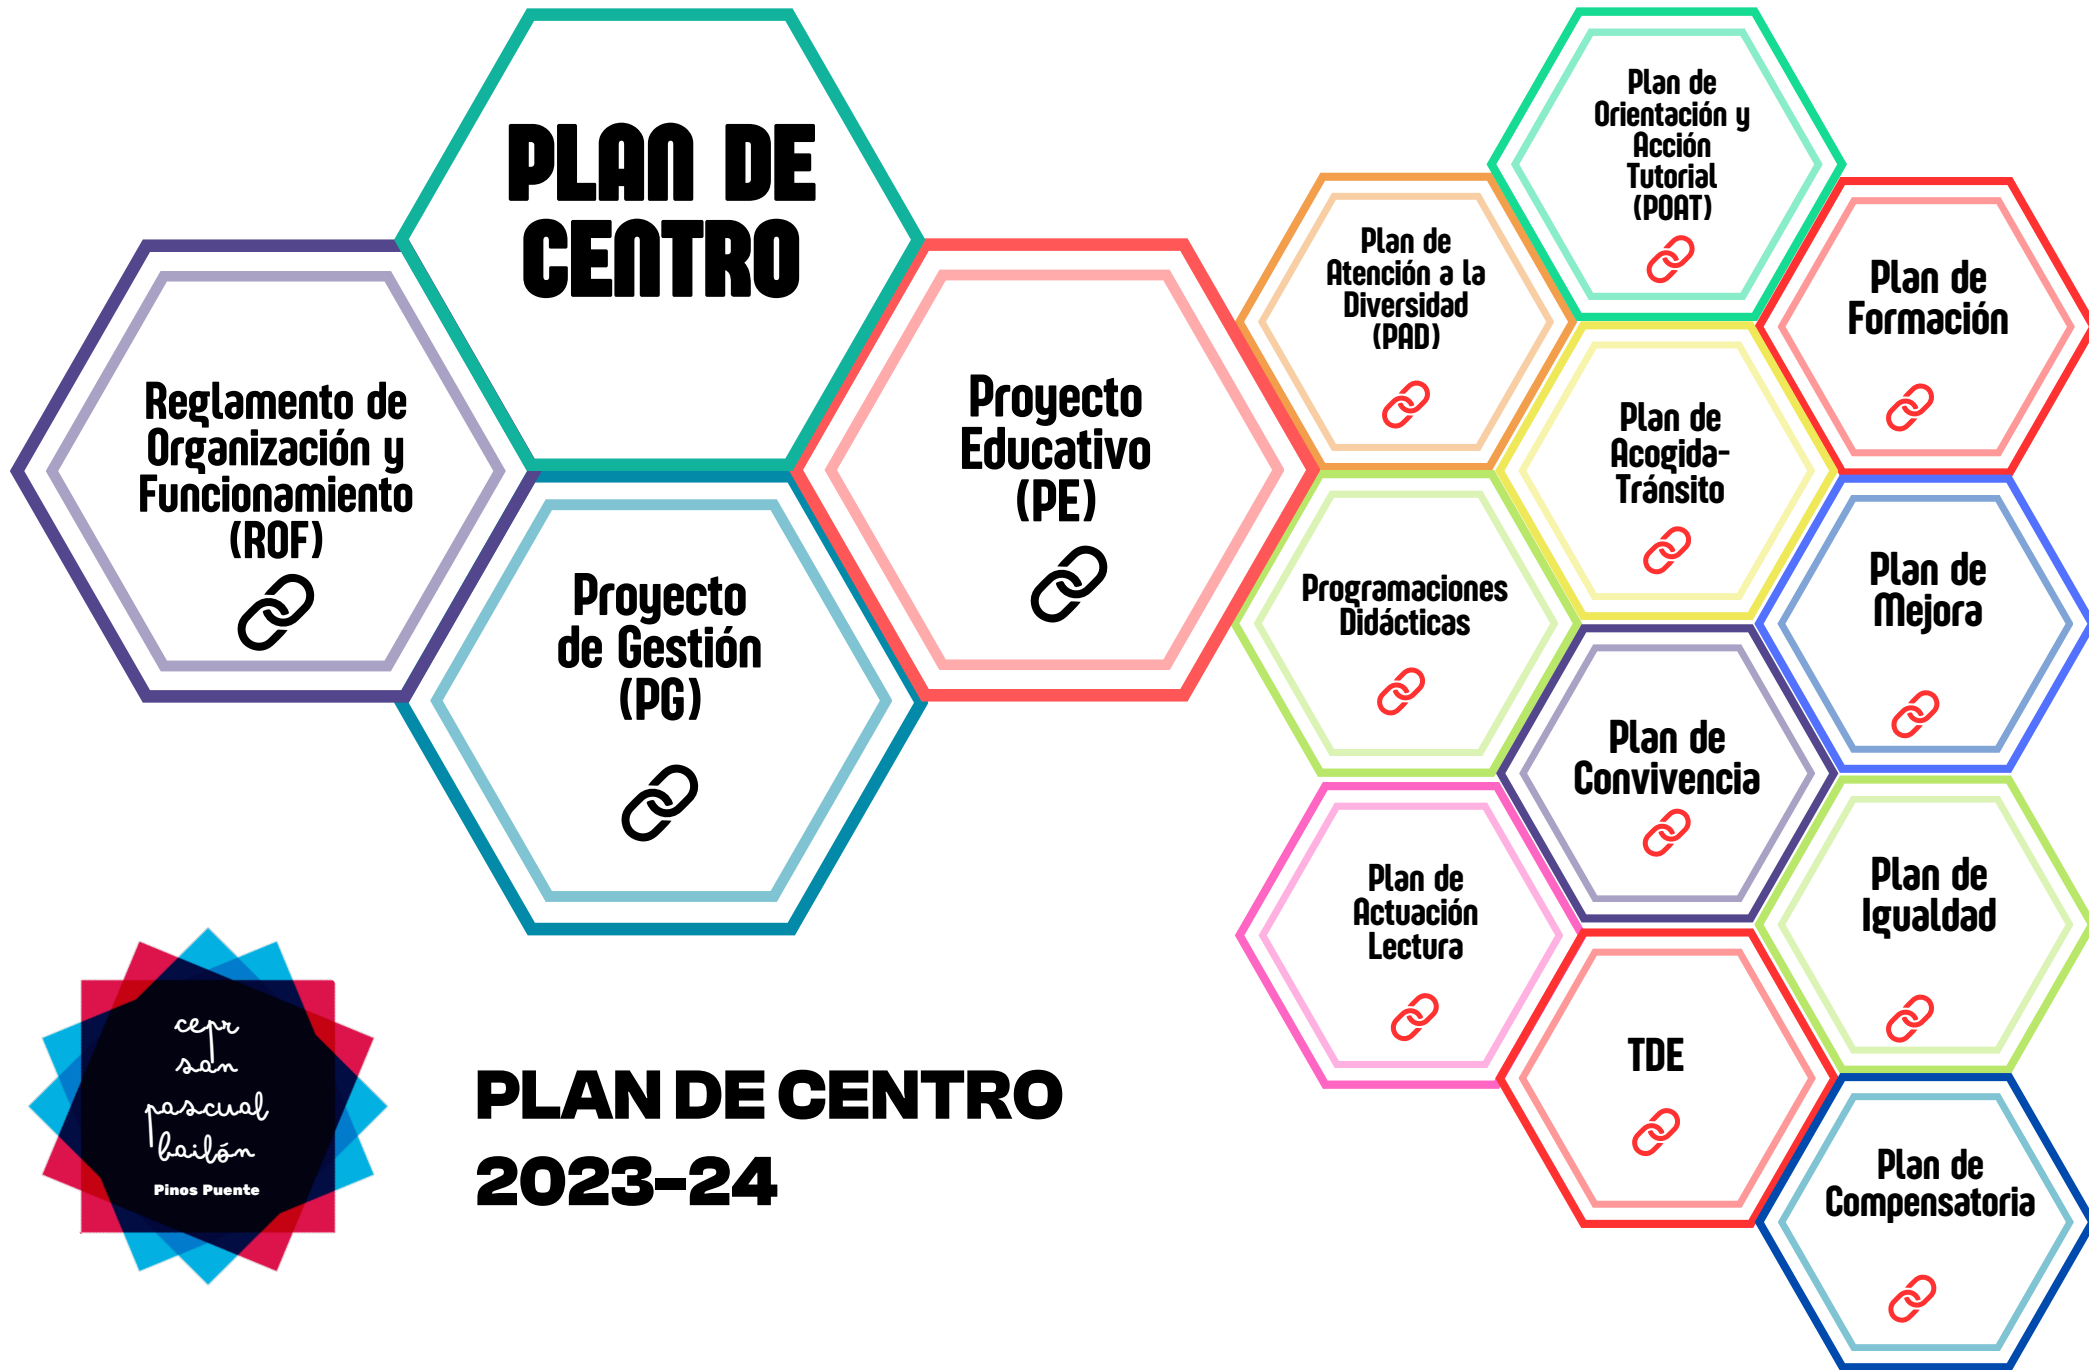 PLAN DE
CENTRO
Reglamento de
Organización y
Funcionamiento
(ROF)
Proyecto
de Gestión
(PG)
Proyecto
Educativo
(PE)
Plan de
Atención a la
Diversidad
(PAD)
Plan de
Orientación y
Acción
Tutorial
(POAT)
Plan de
Formación
Plan de
Acogida-
Tránsito
Programaciones
Didácticas
Plan de
Mejora
Plan de
Convivencia
Plan de
Actuación
Lectura
Plan de
Igualdad
TDE
Plan de
Compensatoria
cepr
san
pascual
bailón
Pinos Puente
PLAN DE CENTRO
2023-24